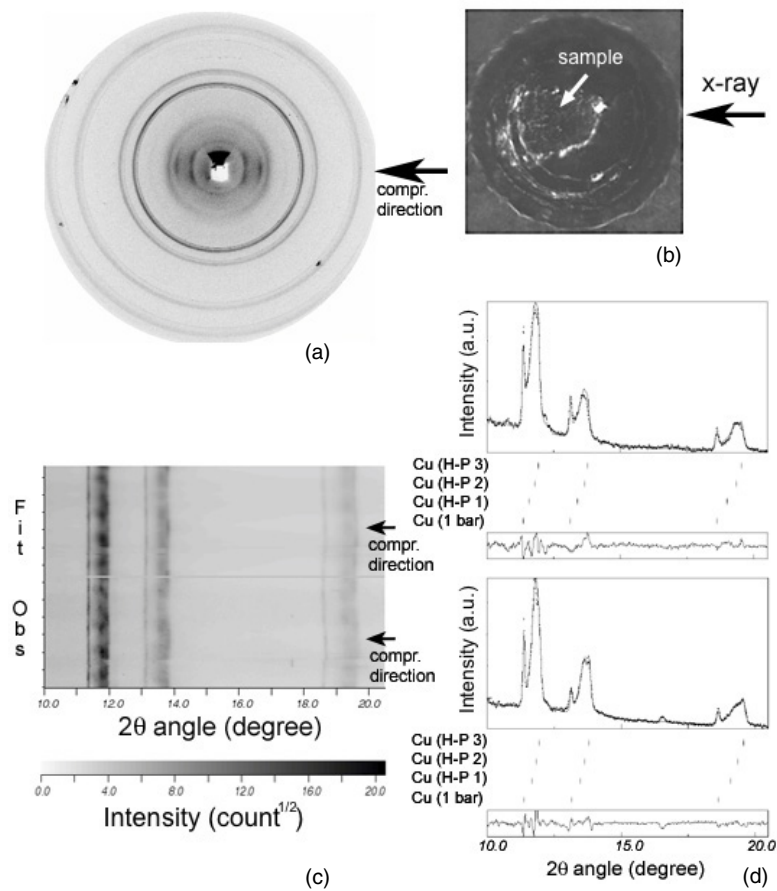 compr.
direction
(a)
sample
x-ray
(b)
Fit
Obs
compr.
direction
compr.
direction
10.0 12.0 14.0 16.0 18.0 20.0
2θ angle (degree)
0.0 4.0 8.0 12.0 16.0 20.0
Intensity (count1/2)
(c)
Intensity (a.u.)
Cu (H-P 3)
Cu (H-P 2)
Cu (H-P 1)
Cu (1 bar)
Intensity (a.u.)
Cu (H-P 3)
Cu (H-P 2)
Cu (H-P 1)
Cu (1 bar)
10.0 15.0 20.0
2θ angle (degree)
(d)